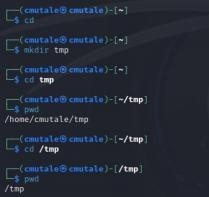 ┌──(cmutale㉿cmutale)-[~]
└─$ cd
┌──(cmutale㉿cmutale)-[~]
└─$ mkdir tmp
┌──(cmutale㉿cmutale)-[~]
└─$ cd tmp
┌──(cmutale㉿cmutale)-[~/tmp]
└─$ pwd
/home/cmutale/tmp
┌──(cmutale㉿cmutale)-[~/tmp]
└─$ cd /tmp
┌──(cmutale㉿cmutale)-[/tmp]
└─$ pwd
/tmp